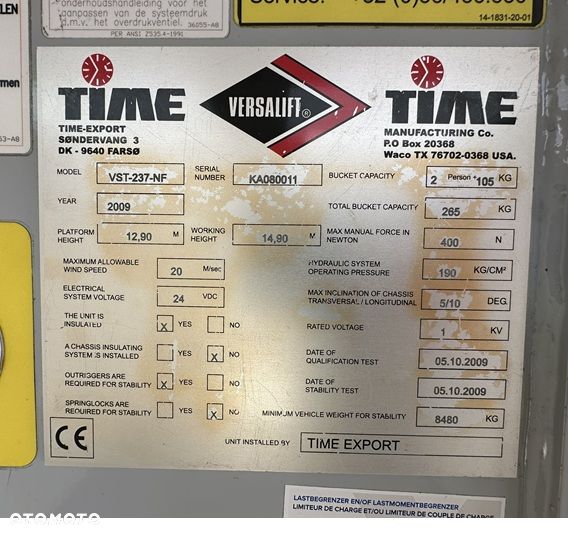 LEN
onderhoudshandleiding voor het
aanpassen van de systeemdruk
d.m.v. het overdrukventiel.
36055-AB
PER ANSI Z535.4-1991
14-1831-20-01
men
53-AB
TIME
VERSALIFT®
TIME
TIME-EXPORT
SØNDERVANG 3
DK - 9640 FARSØ
MANUFACTURING Co.
P.O Box 20368
Waco TX 76702-0368 USA.
MODEL VST-237-NF SERIAL NUMBER KA080011 BUCKET CAPACITY 2 Person + 105 KG
YEAR 2009 TOTAL BUCKET CAPACITY 265 KG
PLATFORM HEIGHT 12,90 M WORKING HEIGHT 14,90 M MAX MANUAL FORCE IN NEWTON 400 N
MAXIMUM ALLOWABLE WIND SPEED 20 M/sec HYDRAULIC SYSTEM OPERATING PRESSURE 190 KG/CM²
ELECTRICAL SYSTEM VOLTAGE 24 VDC MAX INCLINATION OF CHASSIS TRANSVERSAL / LONGITUDINAL 5/10 DEG.
THE UNIT IS INSULATED X YES NO RATED VOLTAGE 1 KV
A CHASSIS INSULATING SYSTEM IS INSTALLED YES X NO DATE OF QUALIFICATION TEST 05.10.2009
OUTRIGGERS ARE REQUIRED FOR STABILITY X YES NO DATE OF STABILITY TEST 05.10.2009
SPRINGLOCKS ARE REQUIRED FOR STABILITY YES X NO MINIMUM VEHICLE WEIGHT FOR STABILITY 8480 KG
CE UNIT INSTALLED BY TIME EXPORT
LASTBEGRENZER EN/OF LASTMOMENTBEGRENZER
LIMITEUR DE CHARGE ET/OU LIMITEUR DE COUPLE DE CHARGE
OTOMOTO